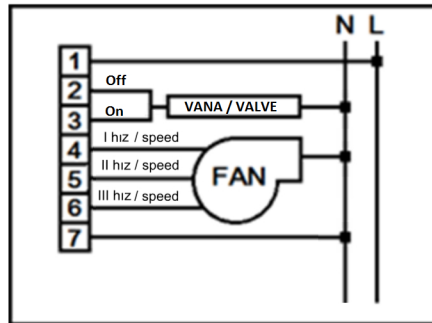 N L
1
2 Off
VANA / VALVE
3 On
4 I hız / speed
5 II hız / speed
FAN
6 III hız / speed
7